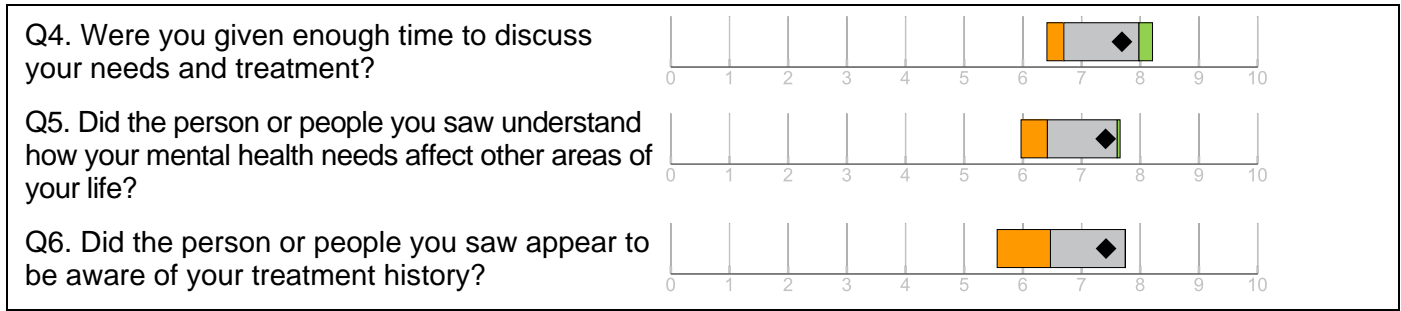 Q4. Were you given enough time to discuss
your needs and treatment?
0 1 2 3 4 5 6 7 8 9 10
Q5. Did the person or people you saw understand
how your mental health needs affect other areas of
your life?
0 1 2 3 4 5 6 7 8 9 10
Q6. Did the person or people you saw appear to
be aware of your treatment history?
0 1 2 3 4 5 6 7 8 9 10